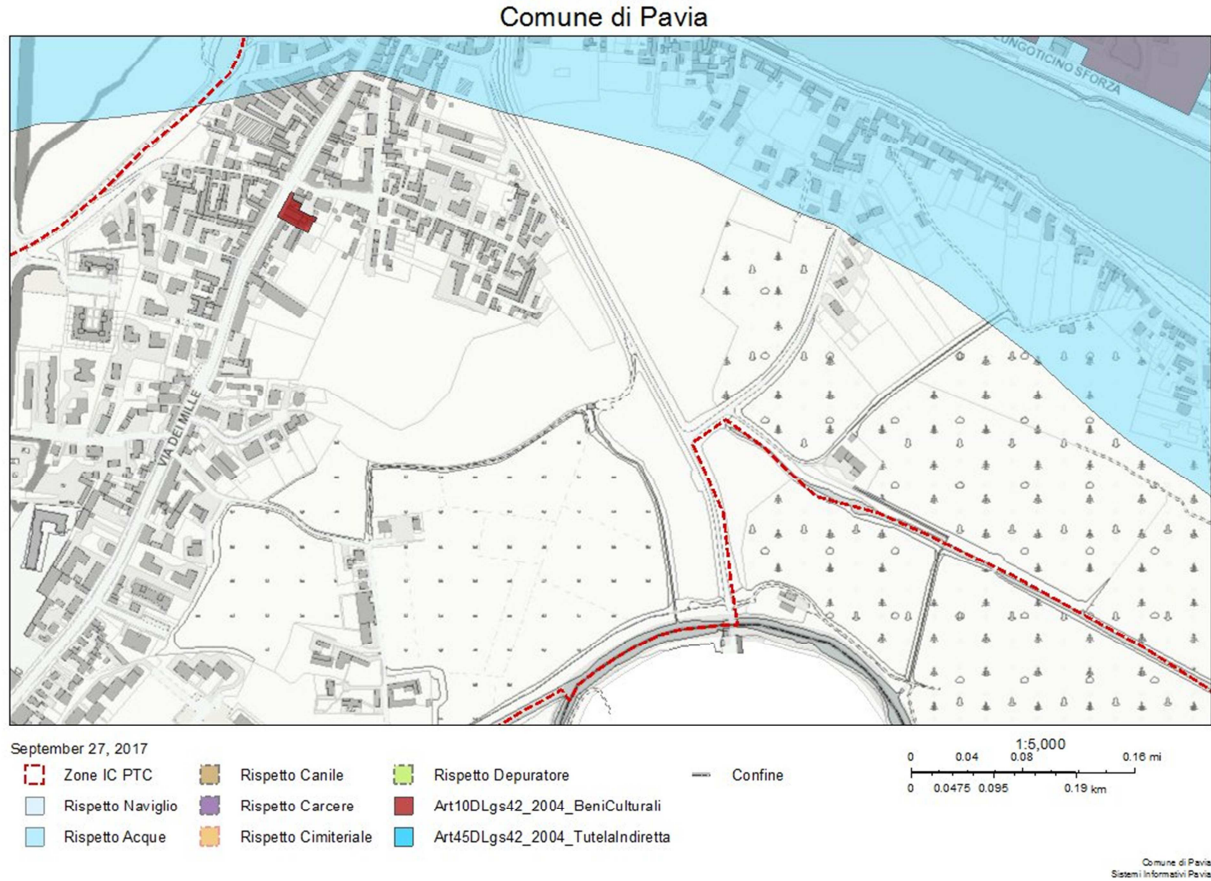 Comune di Pavia
LUNGOTICINO SFORZA
VIA DEI MILLE
September 27, 2017
Zone IC PTC
Rispetto Naviglio
Rispetto Acque
Rispetto Canile
Rispetto Carcere
Rispetto Cimiteriale
Rispetto Depuratore
Art10DLgs42_2004_BeniCulturali
Art45DLgs42_2004_TutelaIndiretta
Confine
1:5,000
0 0.04 0.08 0.16 mi
0 0.0475 0.095 0.19 km
Comune di Pavia
Sistemi Informativi Pavia